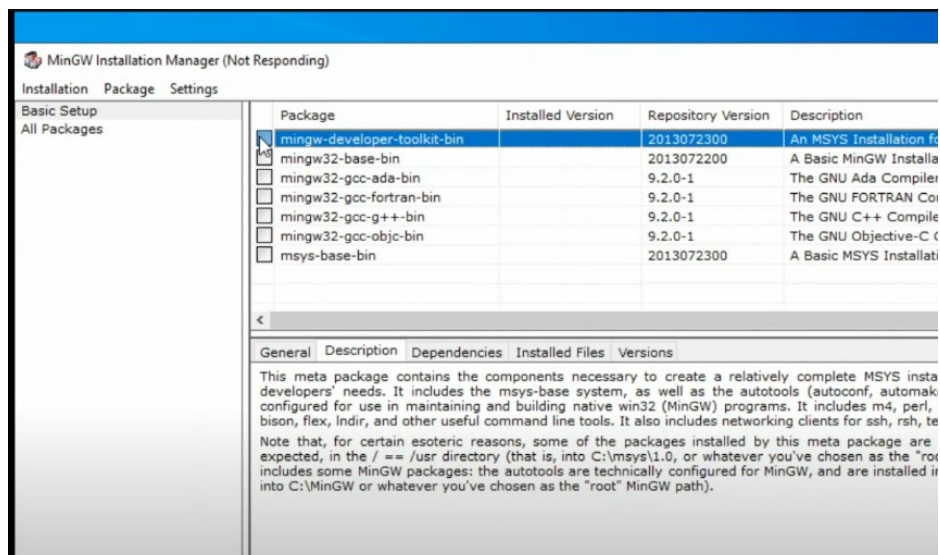 MinGW Installation Manager (Not Responding)
Installation Package Settings
Basic Setup
All Packages
Package Installed Version Repository Version Description
mingw-developer-toolkit-bin 2013072300 An MSYS Installation fo
mingw32-base-bin 2013072200 A Basic MinGW Installa
mingw32-gcc-ada-bin 9.2.0-1 The GNU Ada Compiler
mingw32-gcc-fortran-bin 9.2.0-1 The GNU FORTRAN Con
mingw32-gcc-g++-bin 9.2.0-1 The GNU C++ Compile
mingw32-gcc-objc-bin 9.2.0-1 The GNU Objective-C C
msys-base-bin 2013072300 A Basic MSYS Installati
General Description Dependencies Installed Files Versions
This meta package contains the components necessary to create a relatively complete MSYS insta
developers' needs. It includes the msys-base system, as well as the autotools (autoconf, automak
configured for use in maintaining and building native win32 (MinGW) programs. It includes m4, perl,
bison, flex, lndir, and other useful command line tools. It also includes networking clients for ssh, rsh, te
Note that, for certain esoteric reasons, some of the packages installed by this meta package are
expected, in the / == /usr directory (that is, into C:\msys\1.0, or whatever you've chosen as the "roo
includes some MinGW packages: the autotools are technically configured for MinGW, and are installed in
into C:\MinGW or whatever you've chosen as the "root" MinGW path).